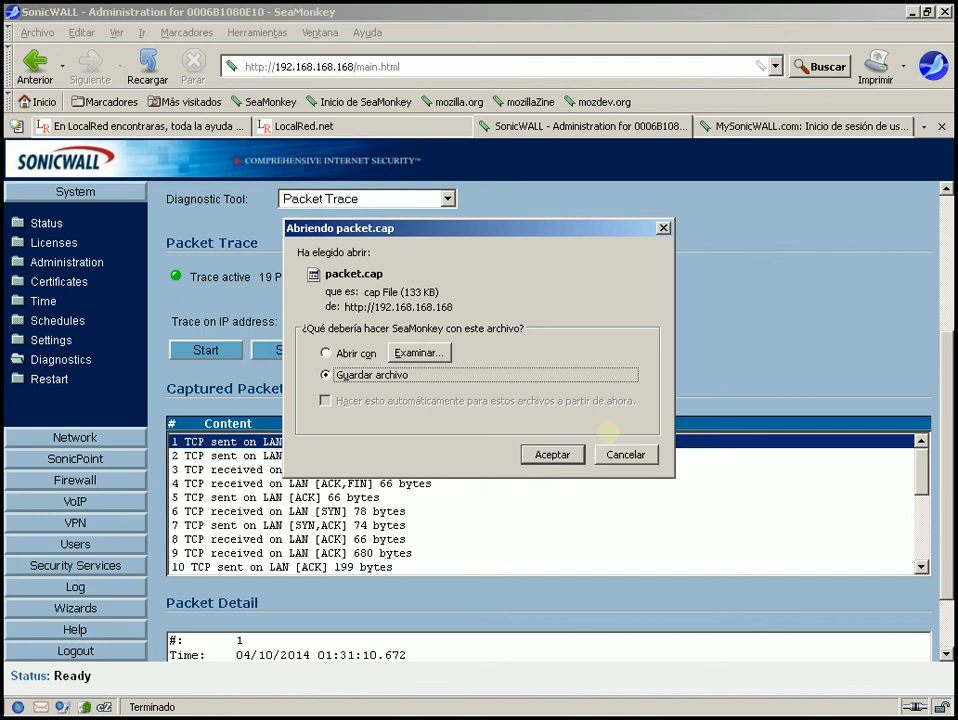 SonicWALL - Administration for 0006B1080E10 - SeaMonkey
Archivo Editar Ver Ir Marcadores Herramientas Ventana Ayuda
Anterior Siguiente Recargar Parar http://192.168.168.168/main.html Buscar Imprimir
Inicio Marcadores Más visitados SeaMonkey Inicio de SeaMonkey mozilla.org mozillaZine mozdev.org
En LocalRed encontraras, toda la ayuda ... LocalRed.net SonicWALL - Administration for 0006B108... MySonicWALL.com: Inicio de sesión de us...
SONICWALL COMPREHENSIVE INTERNET SECURITY™
System
Status
Licenses
Administration
Certificates
Time
Schedules
Settings
Diagnostics
Restart
Network
SonicPoint
Firewall
VoIP
VPN
Users
Security Services
Log
Wizards
Help
Logout
Diagnostic Tool: Packet Trace
Packet Trace
Trace active 19 P
Trace on IP address:
Start S
Captured Packet
# Content
1 TCP sent on LAN
2 TCP sent on LAN
3 TCP received on
4 TCP received on LAN [ACK,FIN] 66 bytes
5 TCP sent on LAN [ACK] 66 bytes
6 TCP received on LAN [SYN] 78 bytes
7 TCP sent on LAN [SYN,ACK] 74 bytes
8 TCP received on LAN [ACK] 66 bytes
9 TCP received on LAN [ACK] 680 bytes
10 TCP sent on LAN [ACK] 199 bytes
Packet Detail
#: 1
Time: 04/10/2014 01:31:10.672
Abriendo packet.cap
Ha elegido abrir:
packet.cap
que es: cap File (133 KB)
de: http://192.168.168.168
¿Qué debería hacer SeaMonkey con este archivo?
Abrir con Examinar...
Guardar archivo
Hacer esto automáticamente para estos archivos a partir de ahora.
Aceptar Cancelar
Status: Ready
Terminado